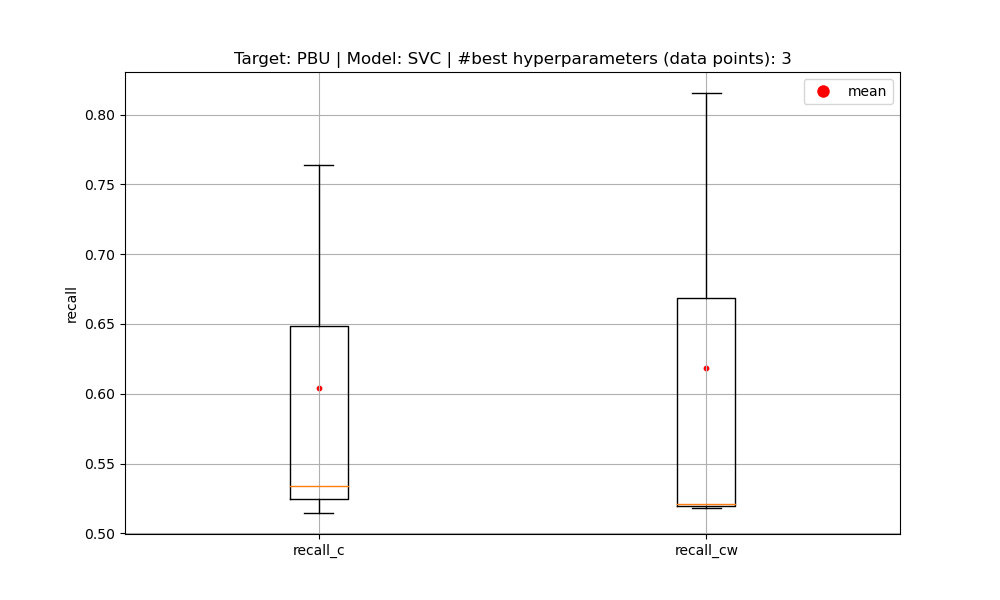 Target: PBU | Model: SVC | #best hyperparameters (data points): 3
mean
recall
0.80
0.75
0.70
0.65
0.60
0.55
0.50
recall_c
recall_cw